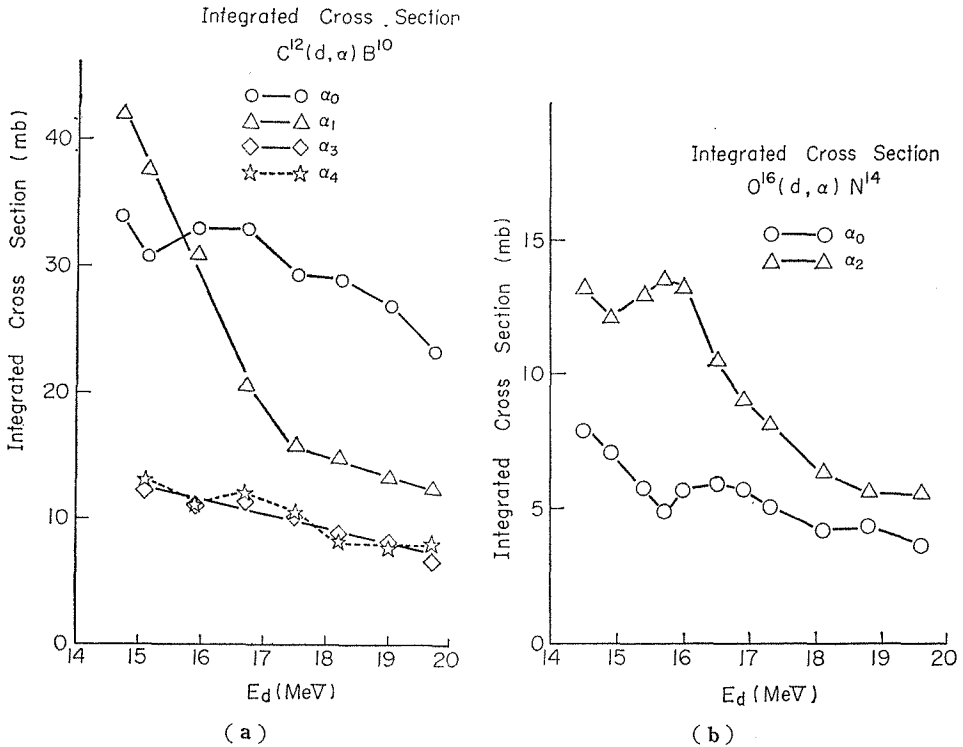 Integrated Cross Section
C¹²(d,α)B¹⁰
α₀
α₁
α₃
α₄
Integrated Cross Section (mb)
40
30
20
10
0
14 15 16 17 18 19 20
E_d (MeV)
(a)
Integrated Cross Section
O¹⁶(d,α) N¹⁴
α₀
α₂
Integrated Cross Section (mb)
15
10
5
0
14 15 16 17 18 19 20
E_d (MeV)
(b)